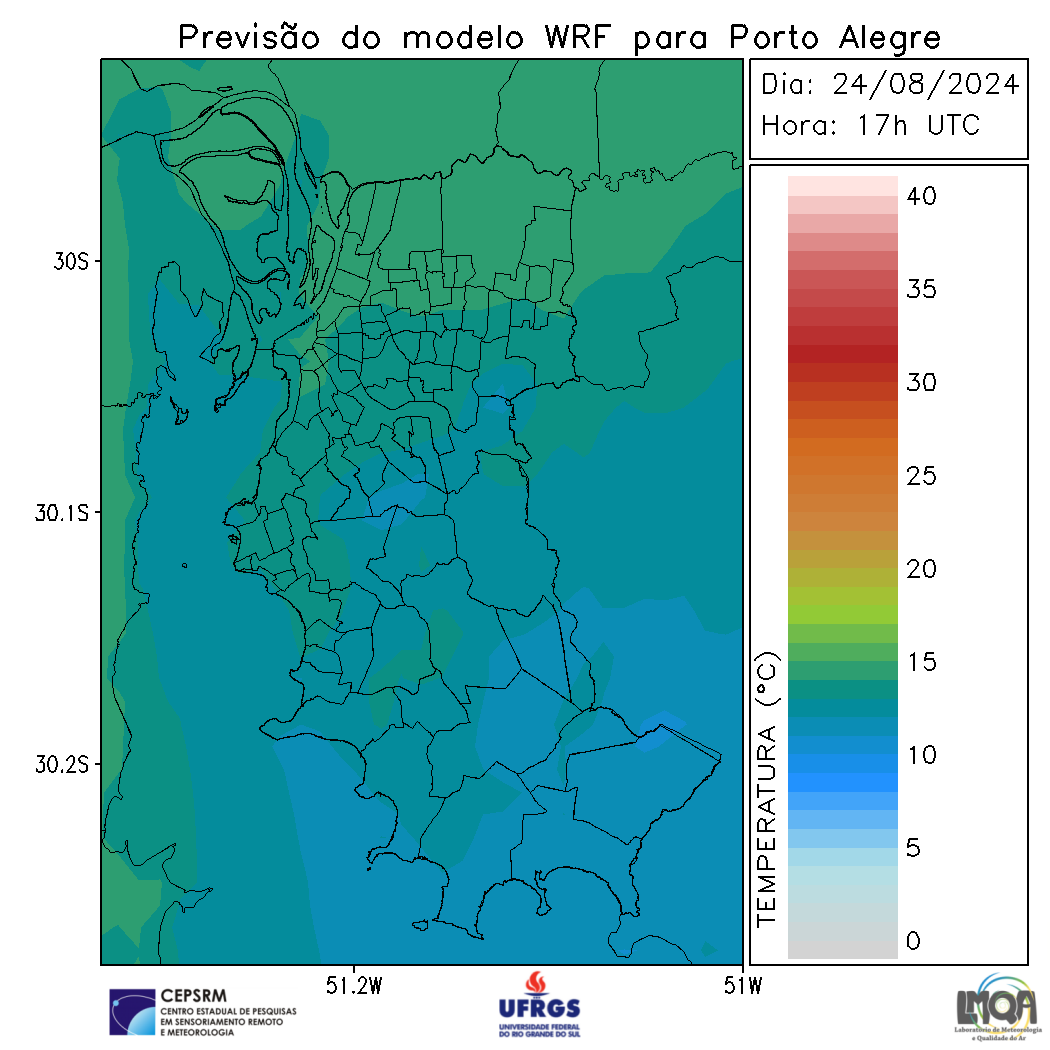 Previsão do modelo WRF para Porto Alegre
Dia: 24/08/2024
Hora: 17h UTC
40
35
30
25
20
15
10
5
0
TEMPERATURA (°C)
30S
30.1S
30.2S
51.2W
51W
CEPSRM
CENTRO ESTADUAL DE PESQUISAS
EM SENSORIAMENTO REMOTO
E METEOROLOGIA
UFRGS
UNIVERSIDADE FEDERAL
DO RIO GRANDE DO SUL
LMQA
Laboratório de Meteorologia
e Qualidade do Ar